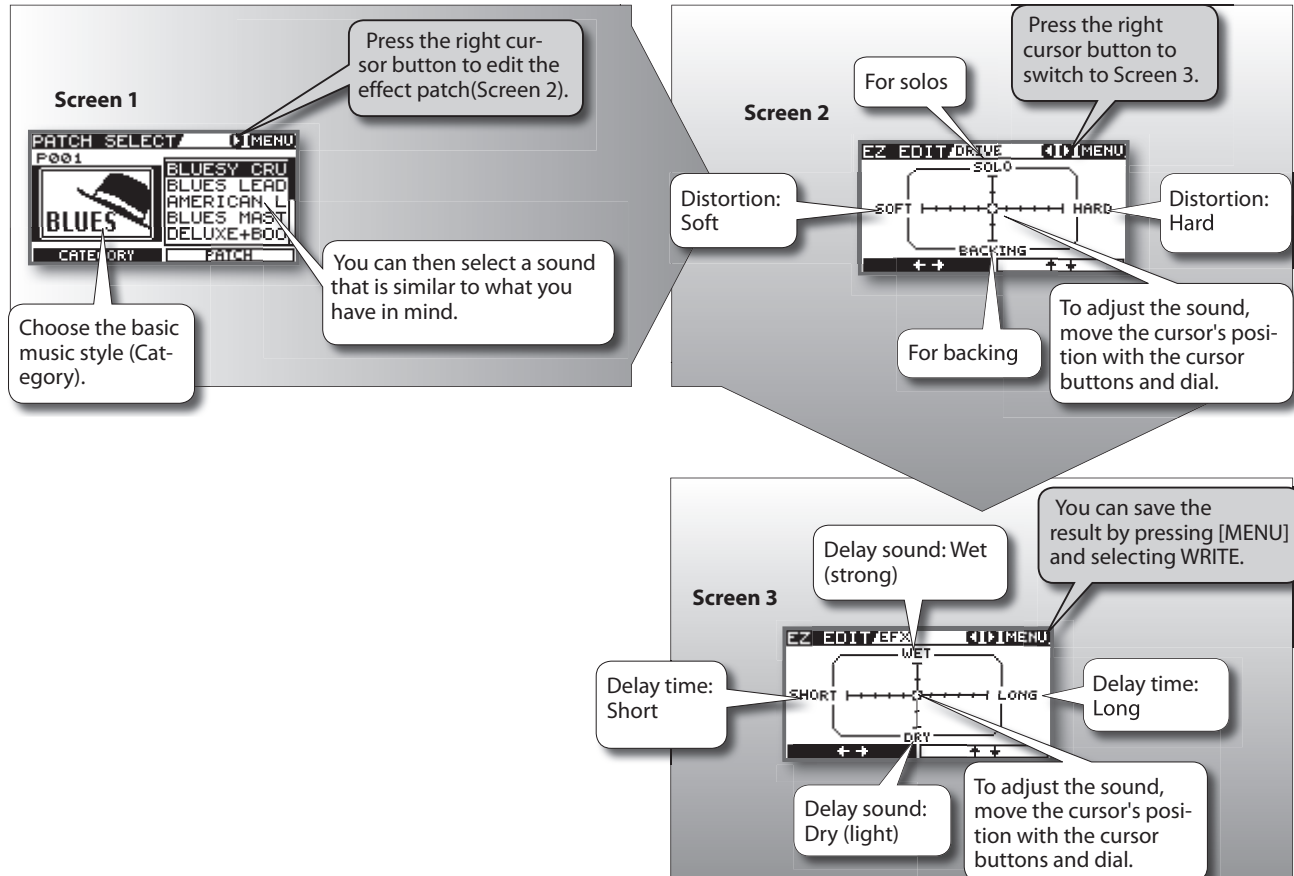 Screen 1
Press the right cur-
sor button to edit the
effect patch(Screen 2).
PATCH SELECT/ MENU
P001
BLUES
BLUESY CRU
BLUES LEAD
AMERICAN L
BLUES MAST
DELUXE+BOO
CATEGORY PATCH
Choose the basic
music style (Cat-
egory).
You can then select a sound
that is similar to what you
have in mind.
Screen 2
For solos
Press the right
cursor button to
switch to Screen 3.
EZ EDIT/DRIVE MENU
SOLO
SOFT HARD
BACKING
Distortion:
Soft
Distortion:
Hard
For backing
To adjust the sound,
move the cursor's posi-
tion with the cursor
buttons and dial.
Screen 3
Delay sound: Wet
(strong)
You can save the
result by pressing [MENU]
and selecting WRITE.
EZ EDIT/EFX MENU
WET
SHORT LONG
DRY
Delay time:
Short
Delay time:
Long
Delay sound:
Dry (light)
To adjust the sound,
move the cursor's posi-
tion with the cursor
buttons and dial.